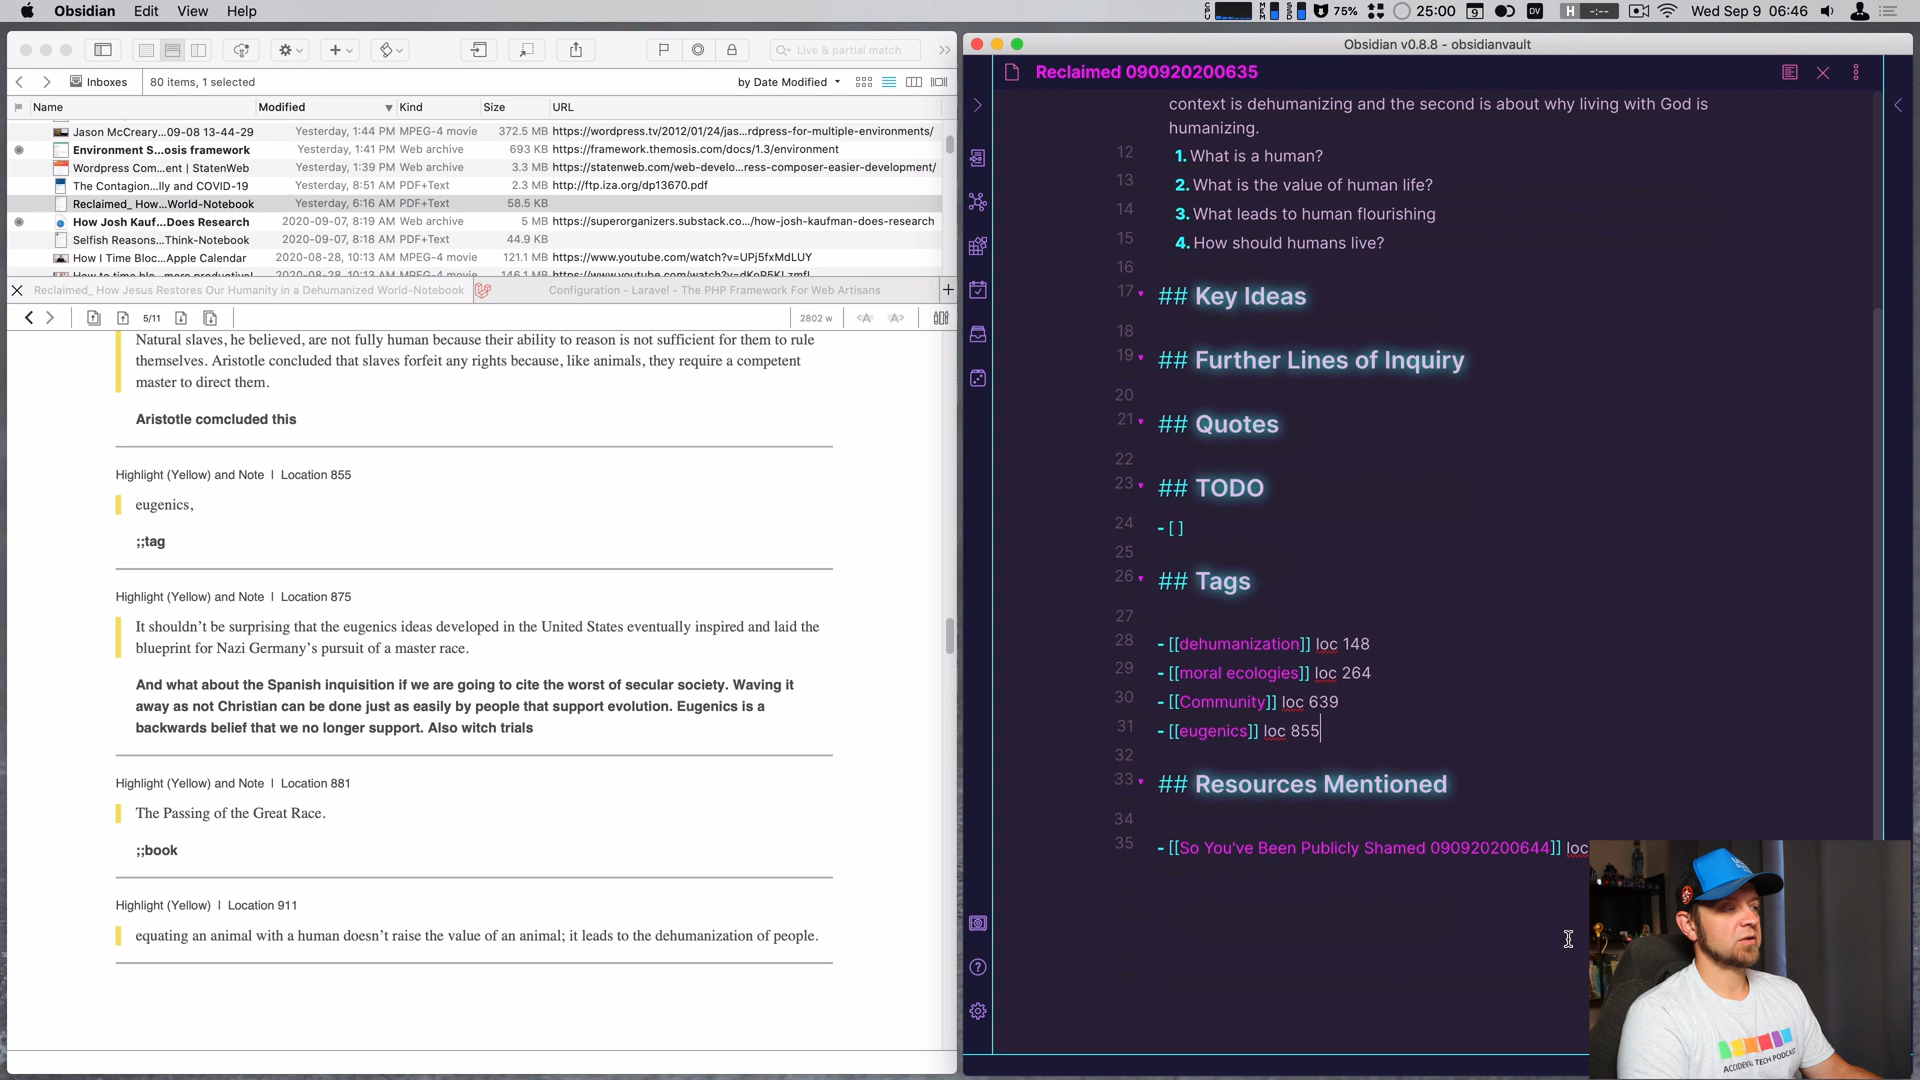 Obsidian Edit View Help
75% 25:00 9 DV H -:-- Wed Sep 9 06:46
Live & partial match
Inboxes 80 items, 1 selected by Date Modified
Name Modified Kind Size URL
Jason McCreary...09-08 13-44-29 Yesterday, 1:44 PM MPEG-4 movie 372.5 MB https://wordpress.tv/2012/01/24/jas...rdpress-for-multiple-environments/
Environment S...osis framework Yesterday, 1:41 PM Web archive 693 KB https://framework.themosis.com/docs/1.3/environment
Wordpress Com...ent | StatenWeb Yesterday, 1:39 PM Web archive 3.3 MB https://statenweb.com/web-develo...ress-composer-easier-development/
The Contagion...lly and COVID-19 Yesterday, 8:51 AM PDF+Text 2.3 MB http://ftp.iza.org/dp13670.pdf
Reclaimed_ How...World-Notebook Yesterday, 6:16 AM PDF+Text 58.5 KB
How Josh Kauf...Does Research 2020-09-07, 8:19 AM Web archive 5 MB https://superorganizers.substack.co.../how-josh-kaufman-does-research
Selfish Reasons...Think-Notebook 2020-09-07, 8:18 AM PDF+Text 44.9 KB
How I Time Bloc...Apple Calendar 2020-08-28, 10:13 AM MPEG-4 movie 121.1 MB https://www.youtube.com/watch?v=UPj5fxMdLUY
Reclaimed_ How Jesus Restores Our Humanity in a Dehumanized World-Notebook Configuration - Laravel - The PHP Framework For Web Artisans
5/11 2802 w
Natural slaves, he believed, are not fully human because their ability to reason is not sufficient for them to rule
themselves. Aristotle concluded that slaves forfeit any rights because, like animals, they require a competent
master to direct them.
Aristotle comcluded this
Highlight (Yellow) and Note | Location 855
eugenics,
;;tag
Highlight (Yellow) and Note | Location 875
It shouldn't be surprising that the eugenics ideas developed in the United States eventually inspired and laid the
blueprint for Nazi Germany's pursuit of a master race.
And what about the Spanish inquisition if we are going to cite the worst of secular society. Waving it
away as not Christian can be done just as easily by people that support evolution. Eugenics is a
backwards belief that we no longer support. Also witch trials
Highlight (Yellow) and Note | Location 881
The Passing of the Great Race.
;;book
Highlight (Yellow) | Location 911
equating an animal with a human doesn't raise the value of an animal; it leads to the dehumanization of people.
Obsidian v0.8.8 - obsidianvault
Reclaimed 090920200635
context is dehumanizing and the second is about why living with God is
humanizing.
12 1. What is a human?
13 2. What is the value of human life?
14 3. What leads to human flourishing
15 4. How should humans live?
16
17 ## Key Ideas
18
19 ## Further Lines of Inquiry
20
21 ## Quotes
22
23 ## TODO
24 - [ ]
25
26 ## Tags
27
28 - [[dehumanization]] loc 148
29 - [[moral ecologies]] loc 264
30 - [[Community]] loc 639
31 - [[eugenics]] loc 855
32
33 ## Resources Mentioned
34
35 - [[So You've Been Publicly Shamed 090920200644]] loc
ACCIDENTAL TECH PODCAST